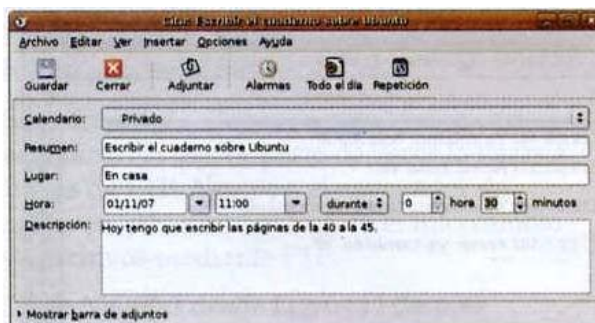 Cita: Escribir el cuaderno sobre Ubuntu
Archivo Editar Ver Insertar Opciones Ayuda
Guardar Cerrar Adjuntar Alarmas Todo el día Repetición
Calendario: Privado
Resumen: Escribir el cuaderno sobre Ubuntu
Lugar: En casa
Hora: 01/11/07 11:00 durante 0 hora 30 minutos
Descripción: Hoy tengo que escribir las páginas de la 40 a la 45.
Mostrar barra de adjuntos